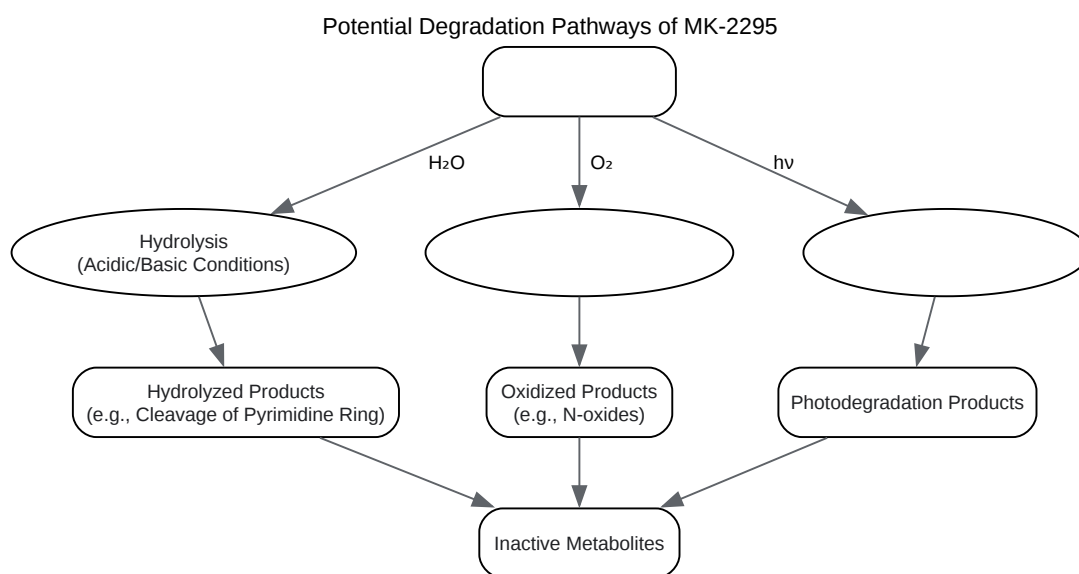 Potential Degradation Pathways of MK-2295
H₂O
O₂
hν
Hydrolysis
(Acidic/Basic Conditions)
Hydrolyzed Products
(e.g., Cleavage of Pyrimidine Ring)
Oxidized Products
(e.g., N-oxides)
Photodegradation Products
Inactive Metabolites